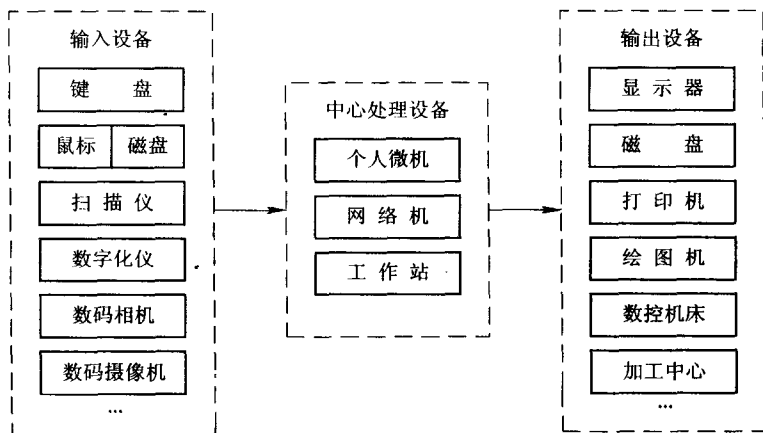 输入设备
键 盘
鼠标 磁盘
扫 描 仪
数字化仪
数码相机
数码摄像机
...
中心处理设备
个人微机
网 络 机
工 作 站
输出设备
显 示 器
磁 盘
打 印 机
绘 图 机
数控机床
加工中心
...